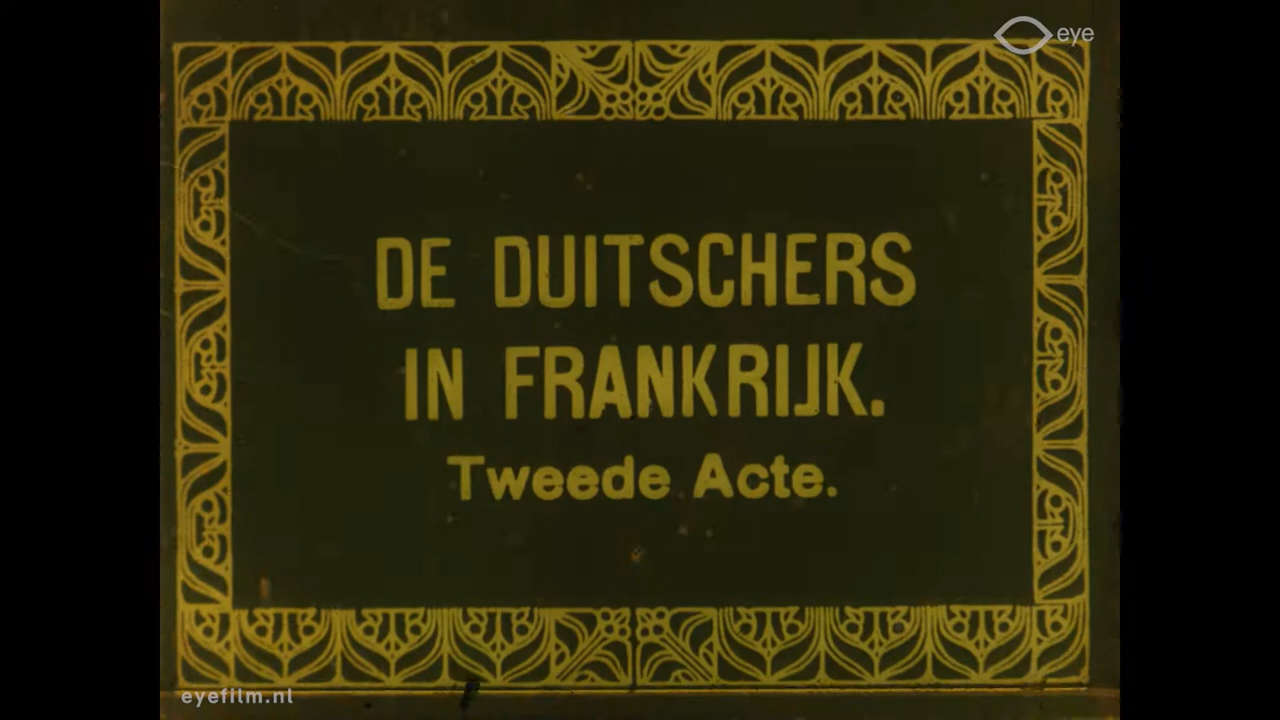 eye
DE DUITSCHERS
IN FRANKRIJK.
Tweede Acte.
eyefilm.nl